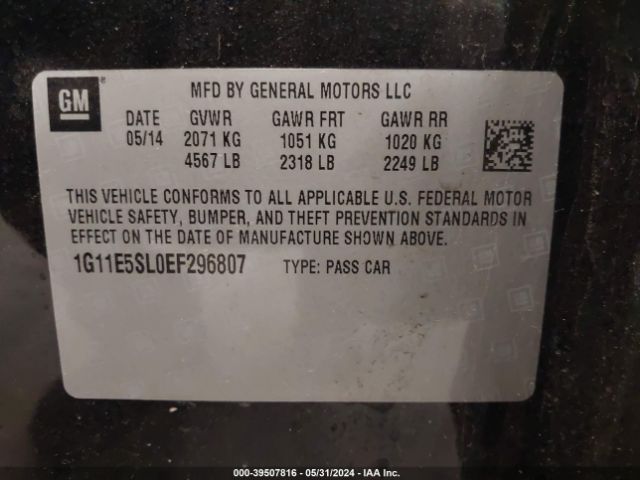 GM
®
MFD BY GENERAL MOTORS LLC
DATE GVWR GAWR FRT GAWR RR
05/14 2071 KG 1051 KG 1020 KG
4567 LB 2318 LB 2249 LB
THIS VEHICLE CONFORMS TO ALL APPLICABLE U.S. FEDERAL MOTOR
VEHICLE SAFETY, BUMPER, AND THEFT PREVENTION STANDARDS IN
EFFECT ON THE DATE OF MANUFACTURE SHOWN ABOVE.
1G11E5SL0EF296807 TYPE: PASS CAR
000-39507816 - 05/31/2024 - IAA Inc.